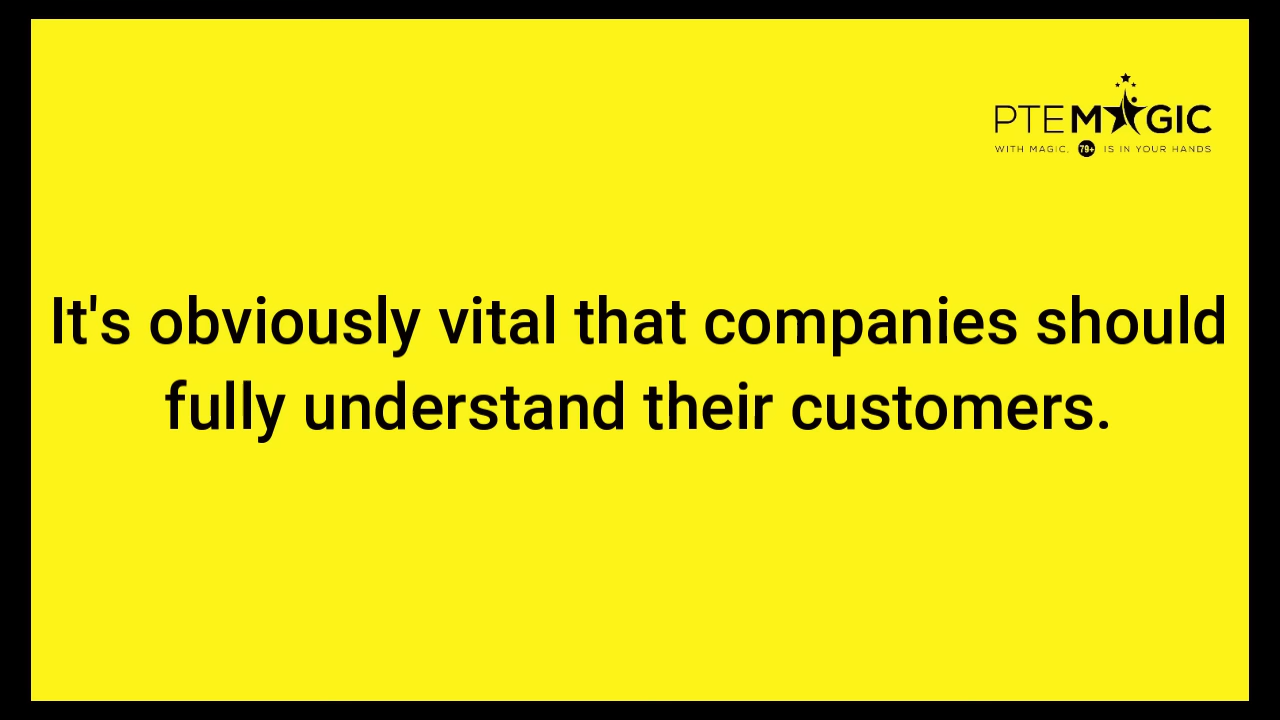 PTEMAGIC
WITH MAGIC, 79+ IS IN YOUR HANDS
It's obviously vital that companies should
fully understand their customers.